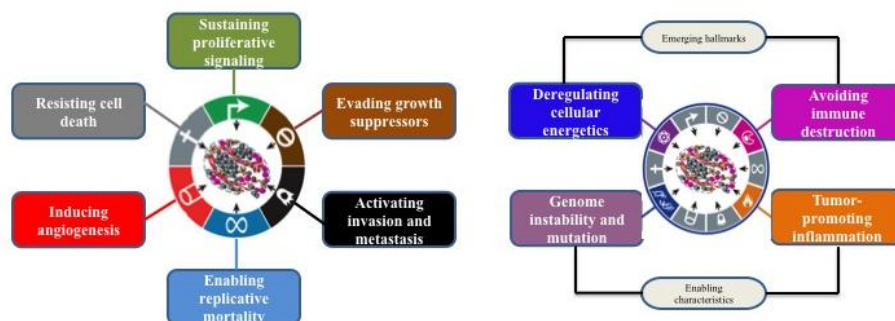 Sustaining
proliferative
signaling
Resisting cell
death
Evading growth
suppressors
Inducing
angiogenesis
Activating
invasion and
metastasis
Enabling
replicative
mortality
Emerging hallmarks
Deregulating
cellular
energetics
Avoiding
immune
destruction
Genome
instability and
mutation
Tumor-
promoting
inflammation
Enabling
characteristics